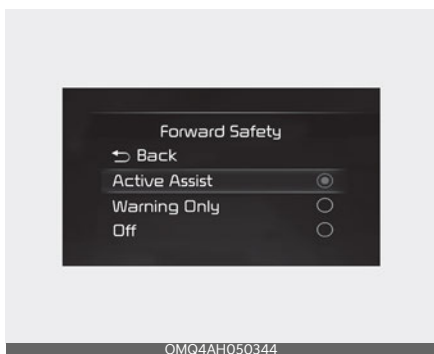 Forward Safety
Back
Active Assist
Warning Only
Off
OMQ4AH050344